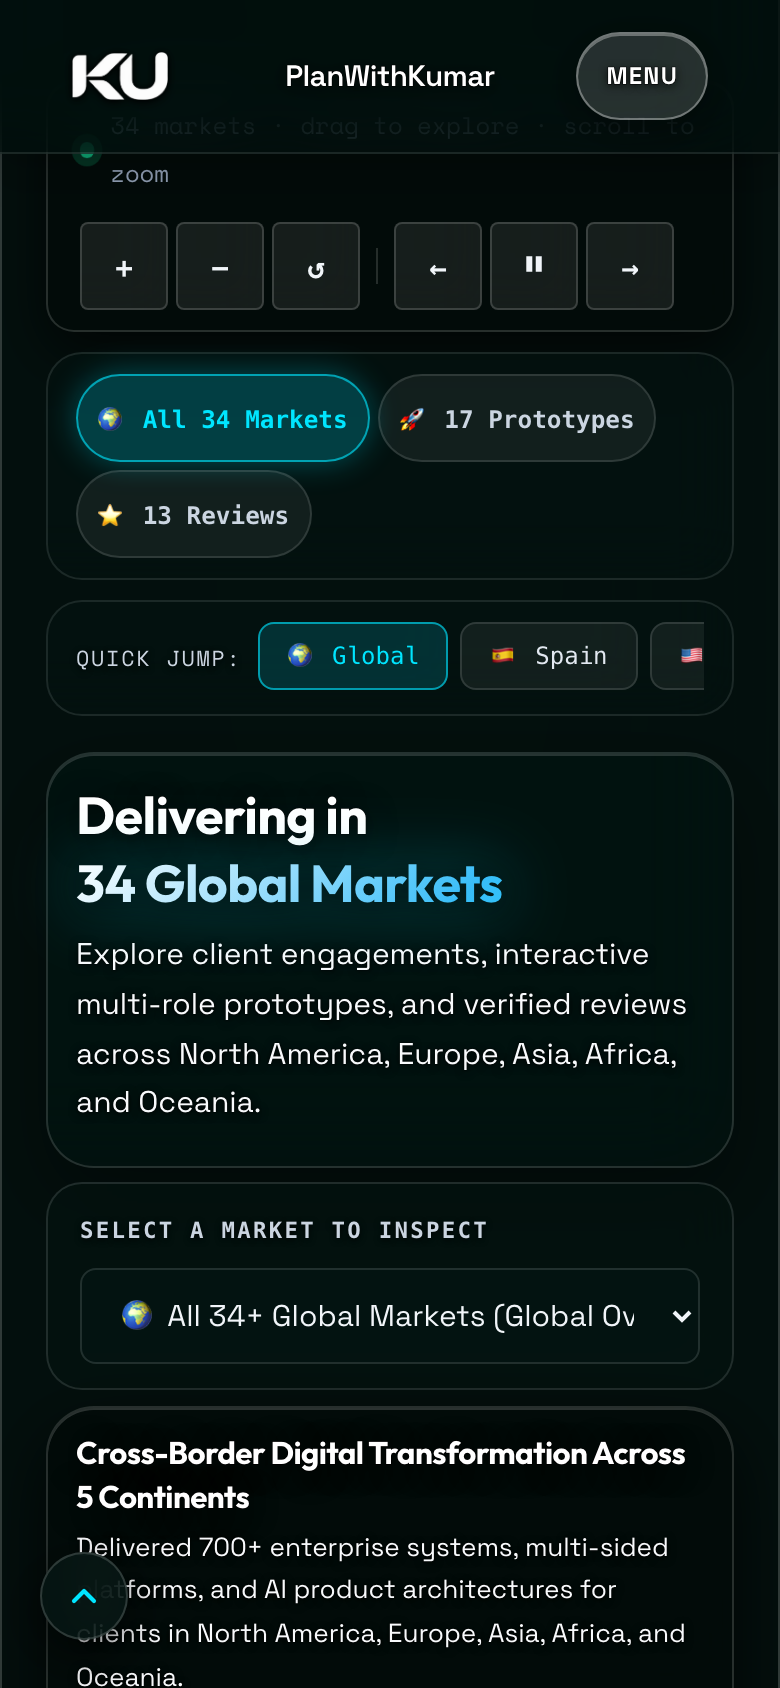 KU
PlanWithKumar
MENU
34 markets · drag to explore · scroll to
zoom
+ − ↺ ← →
All 34 Markets
17 Prototypes
13 Reviews
QUICK JUMP:
Global
Spain
Delivering in
34 Global Markets
Explore client engagements, interactive
multi-role prototypes, and verified reviews
across North America, Europe, Asia, Africa,
and Oceania.
SELECT A MARKET TO INSPECT
All 34+ Global Markets (Global Ov
Cross-Border Digital Transformation Across
5 Continents
Delivered 700+ enterprise systems, multi-sided
platforms, and AI product architectures for
clients in North America, Europe, Asia, Africa, and
Oceania.